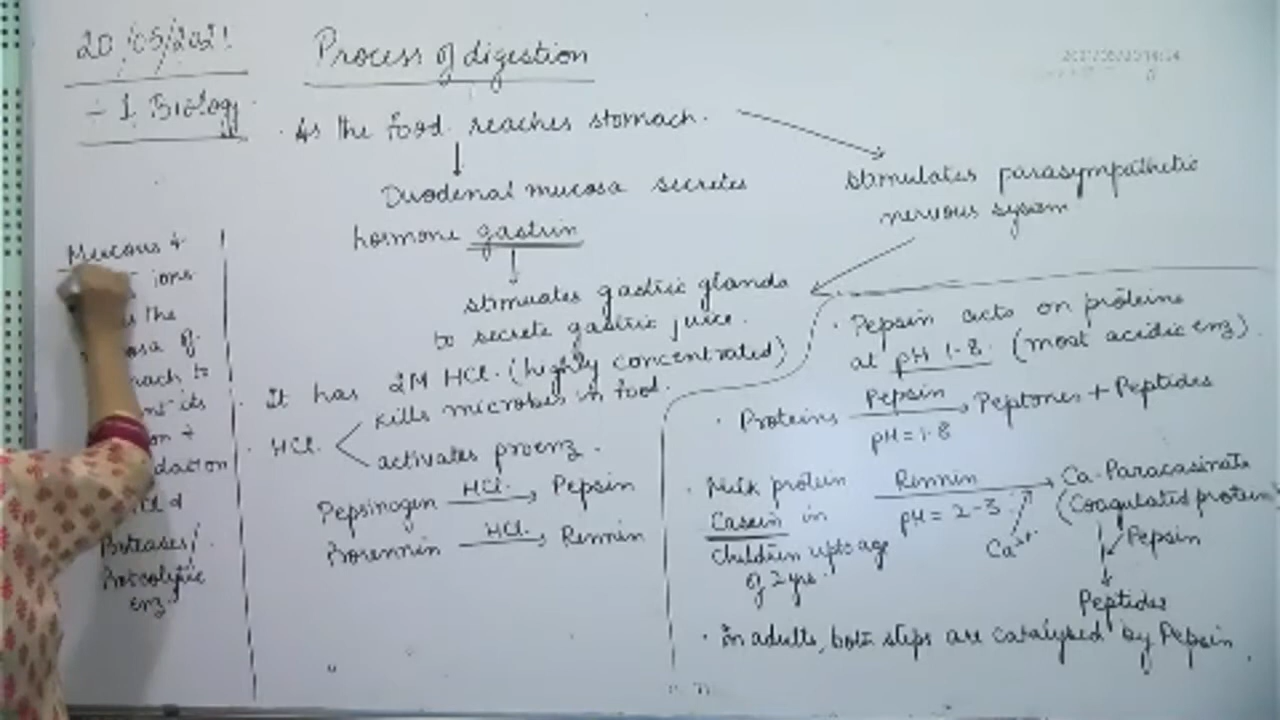 20/05/2021
- I Biology
Process of digestion
· As the food reaches stomach.
Duodenal mucosa secretes
hormone gastrin
stimulates parasympathetic
nervous system
stimuates gastric glands
to secrete gastric juice.
· It has 2M HCl. (highly concentrated)
· HCl.
kills microbes in food.
activates proenz.
Pepsinogen HCl. Pepsin
Prorennin HCl. Rennin
Mucous &
ions
the
of
to
its
&
Proteases/
Proteolytic
enz.
· Pepsin acts on proteins
at pH 1.8. (most acidic enz).
· Proteins Pepsin Peptones + Peptides
pH = 1.8
· Milk protein Rennin Ca-Paracasinate
Casein in pH = 2-3 (Coagulated protein)
children upto age Ca²⁺ Pepsin
of 2 yrs.
Peptides
· In adults, both steps are catalysed by Pepsin.